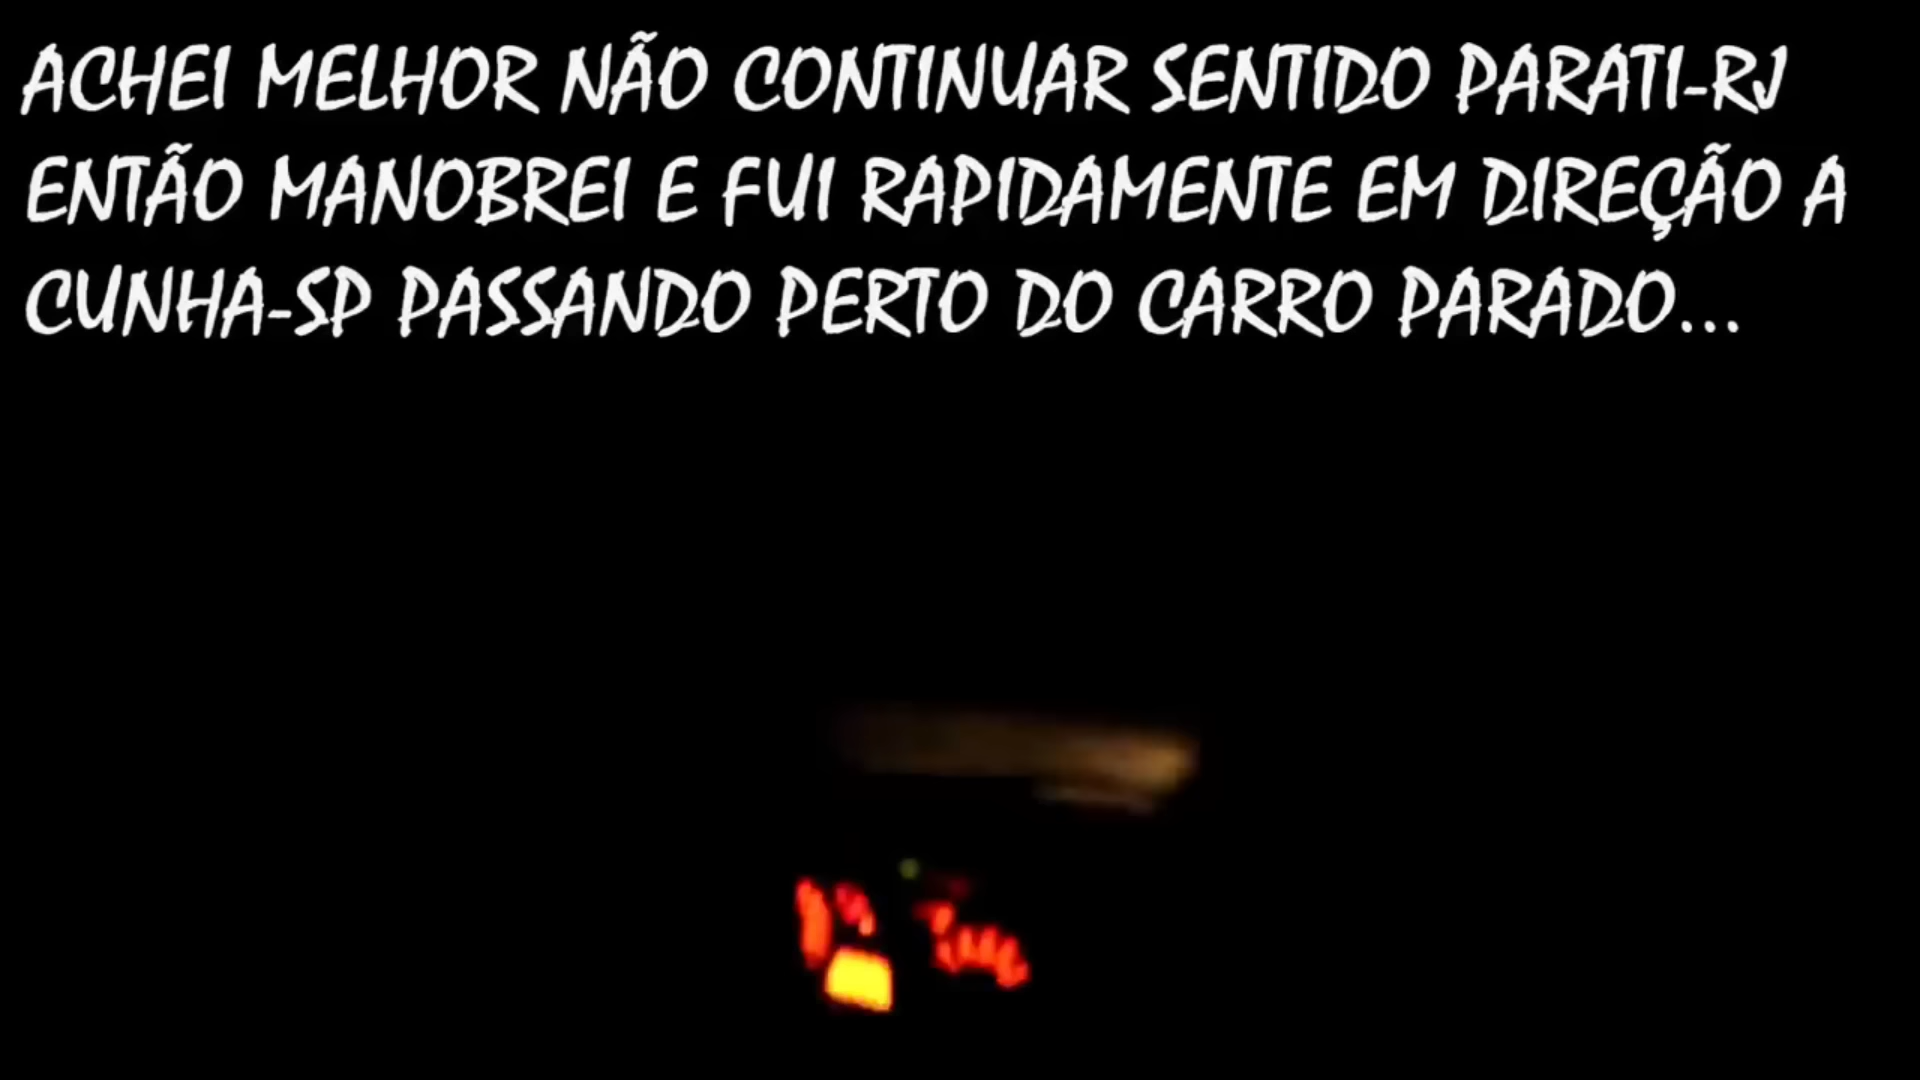 ACHEI MELHOR NÃO CONTINUAR SENTIDO PARATI-RJ
ENTÃO MANOBREI E FUI RAPIDAMENTE EM DIREÇÃO A
CUNHA-SP PASSANDO PERTO DO CARRO PARADO...